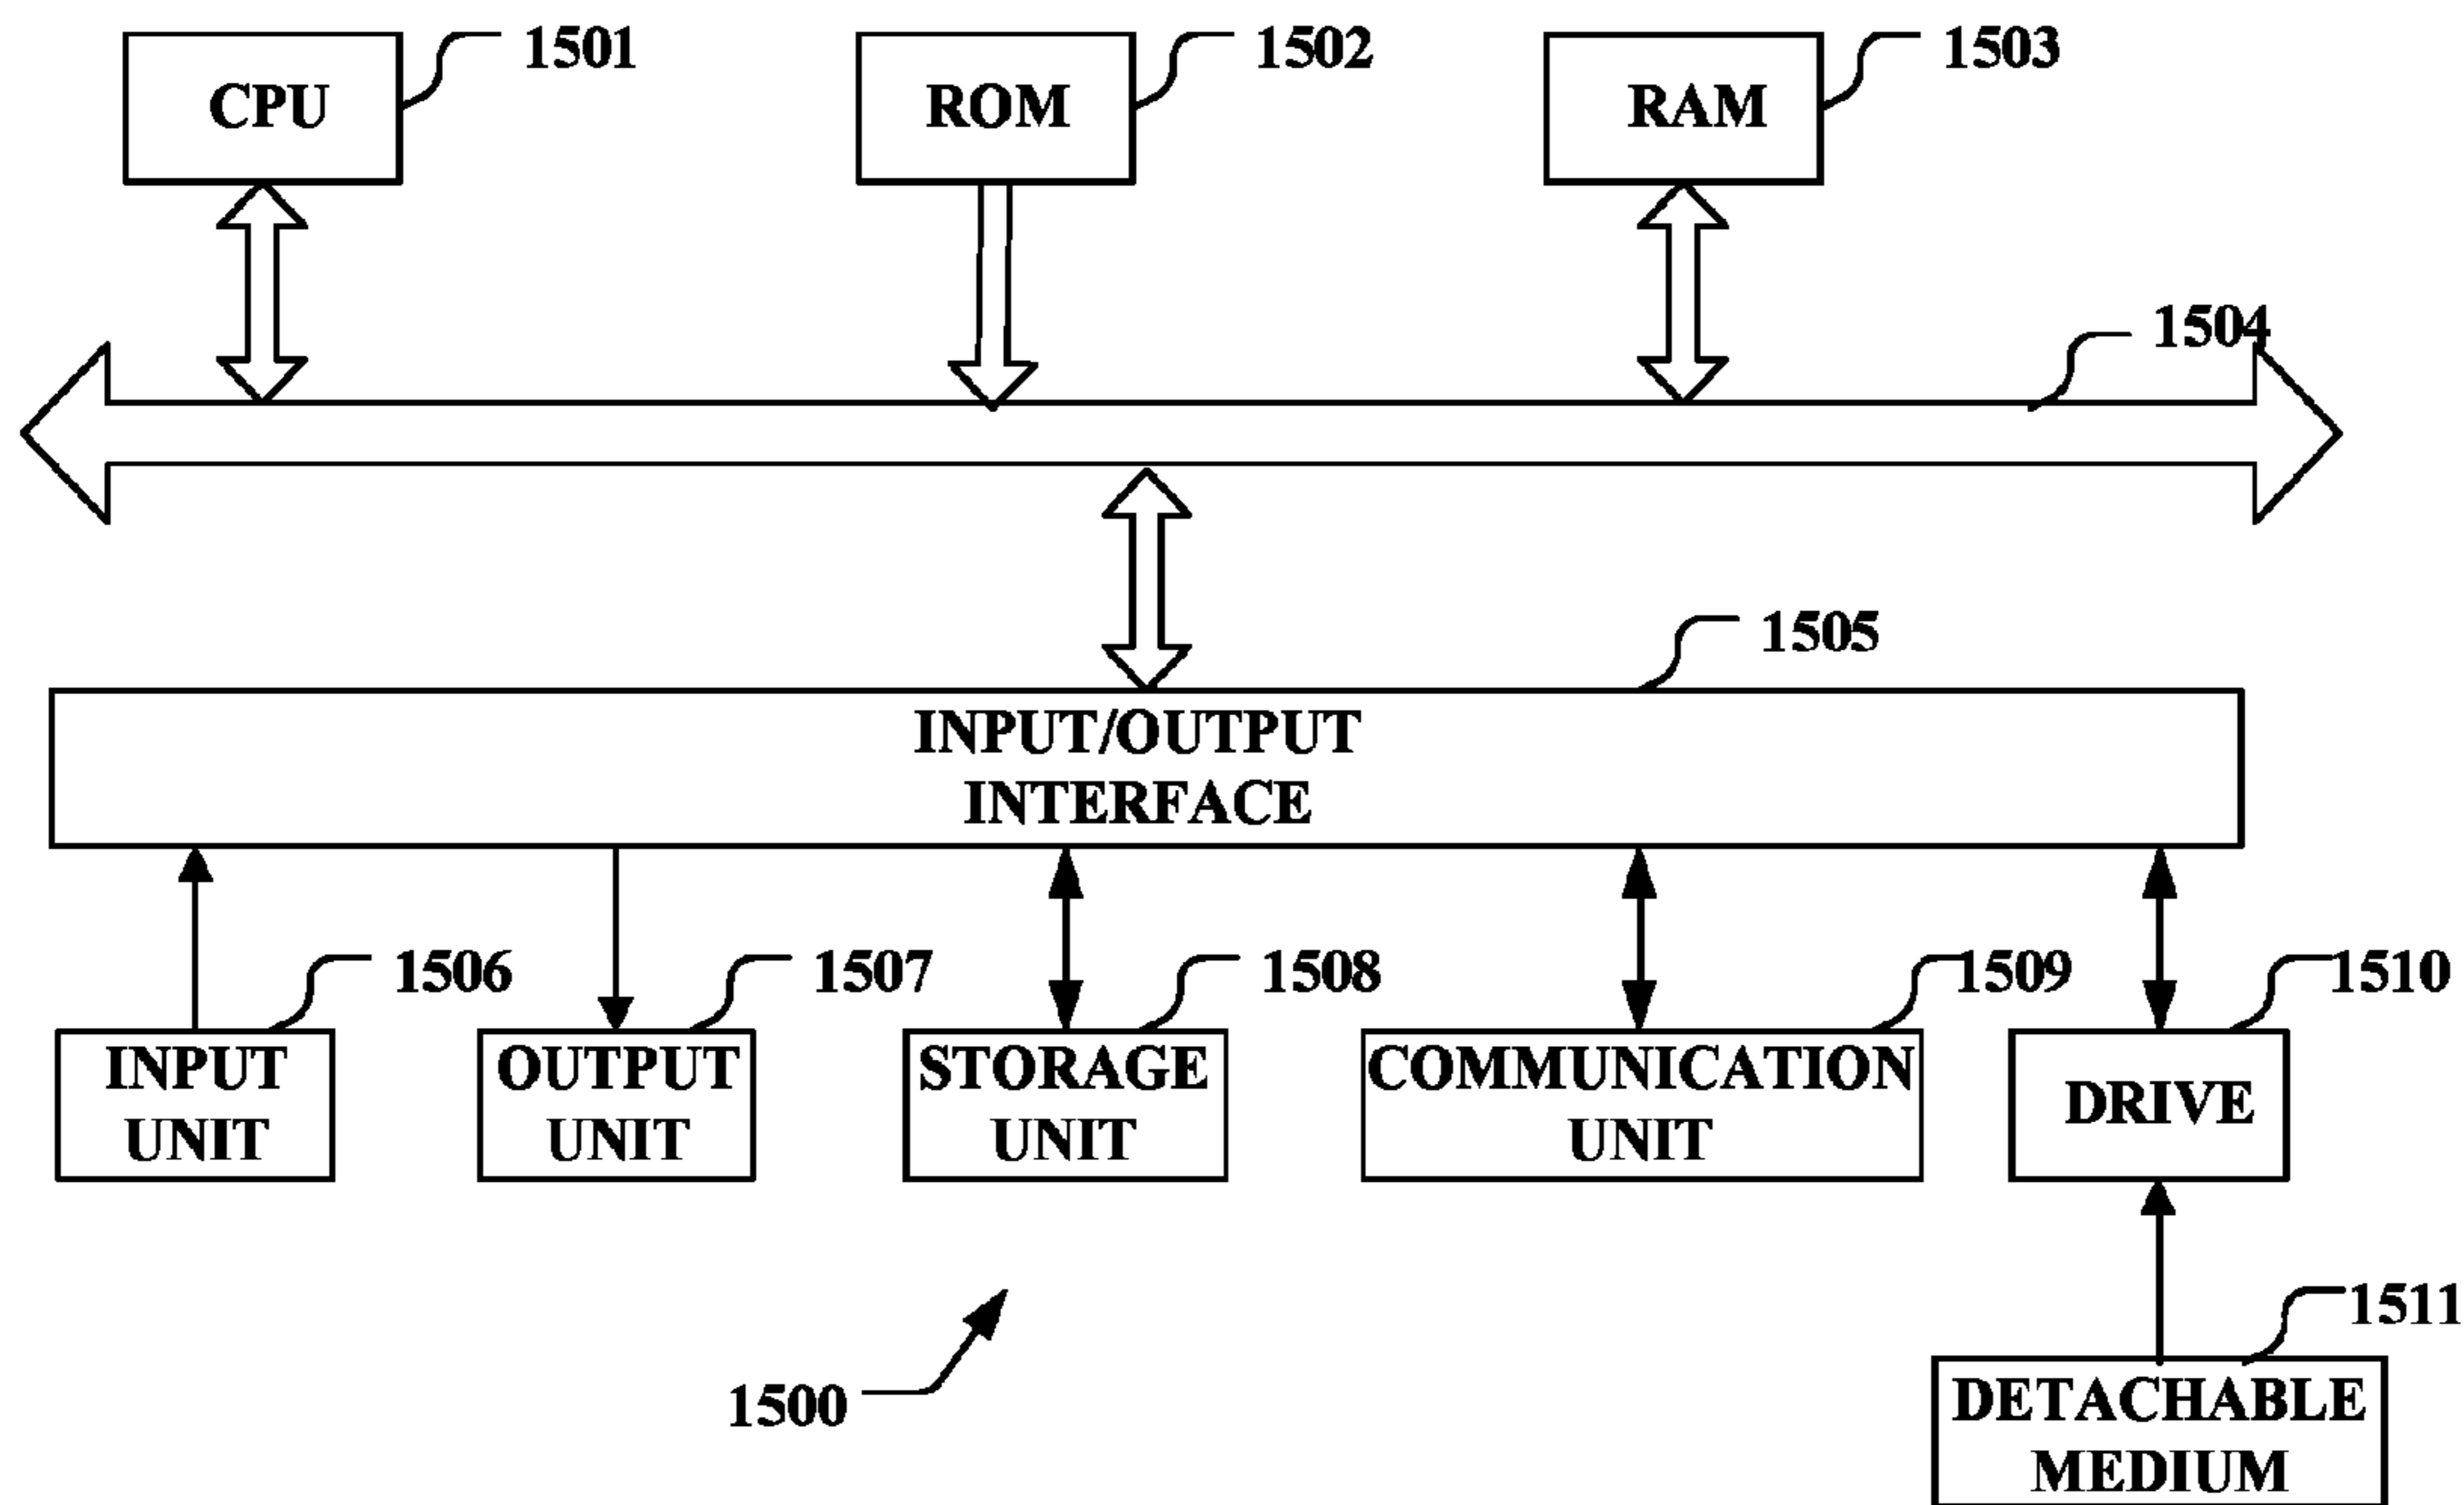 CPU
1501
ROM
1502
RAM
1503
1504
1505
INPUT/OUTPUT
INTERFACE
1506
1507
1508
1509
1510
INPUT
UNIT
OUTPUT
UNIT
STORAGE
UNIT
COMMUNICATION
UNIT
DRIVE
1500
1511
DETACHABLE
MEDIUM